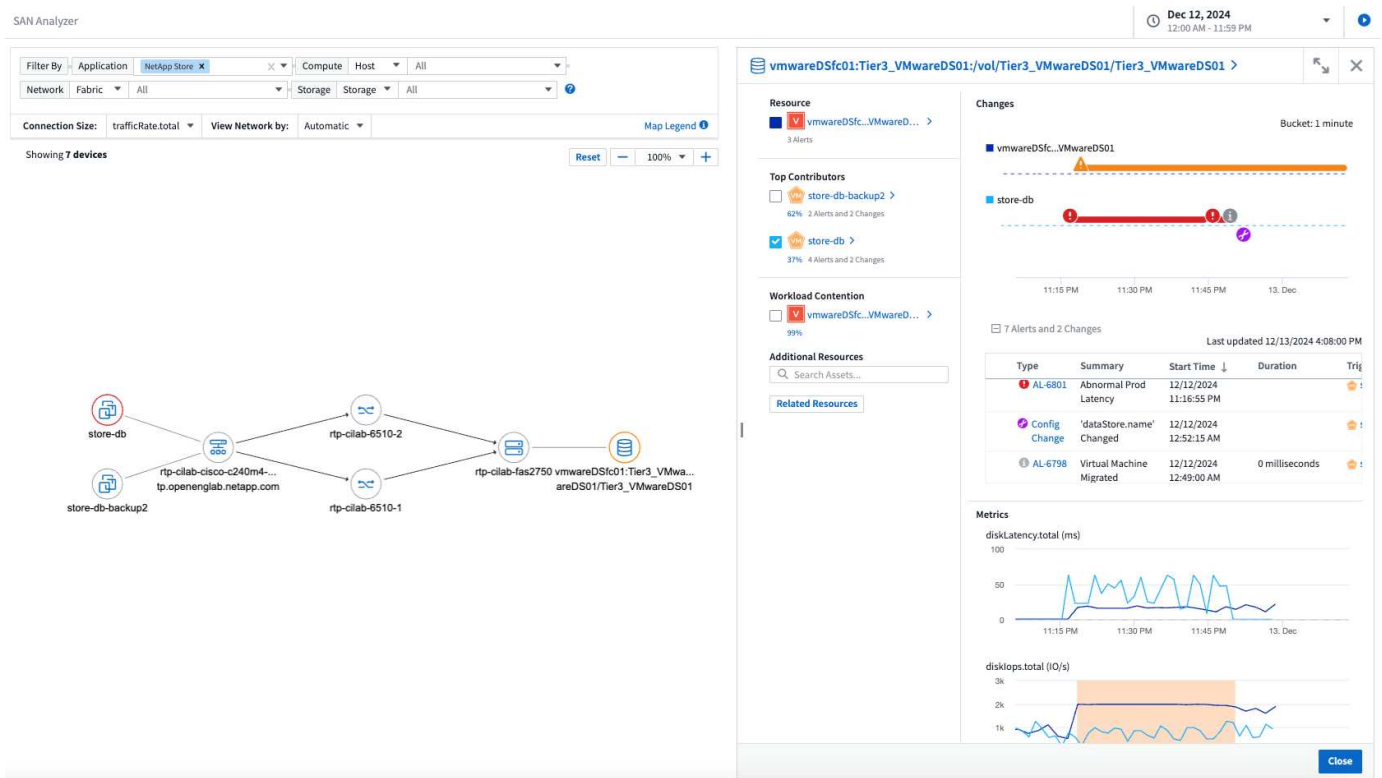 SAN Analyzer
Dec 12, 2024
12:00 AM - 11:59 PM
Filter By Application NetApp Store × × Compute Host All
Network Fabric All Storage Storage All
Connection Size: trafficRate.total View Network by: Automatic Map Legend
Showing 7 devices
Reset — 100% +
store-db
rtp-cilab-cisco-c240m4-...
tp.openenglab.netapp.com
store-db-backup2
rtp-cilab-6510-2
rtp-cilab-6510-1
rtp-cilab-fas2750
vmwareDSfc01:Tier3_VMwa...
areDS01/Tier3_VMwareDS01
vmwareDSfc01:Tier3_VMwareDS01:/vol/Tier3_VMwareDS01/Tier3_VMwareDS01 >
Resource
V vmwareDSfc...VMwareD... >
3 Alerts
Top Contributors
VM store-db-backup2 >
62% 2 Alerts and 2 Changes
VM store-db >
37% 4 Alerts and 2 Changes
Workload Contention
V vmwareDSfc...VMwareD... >
99%
Additional Resources
Search Assets...
Related Resources
Changes
Bucket: 1 minute
vmwareDSfc...VMwareDS01
store-db
11:15 PM 11:30 PM 11:45 PM 13. Dec
7 Alerts and 2 Changes
Last updated 12/13/2024 4:08:00 PM
Type Summary Start Time ↓ Duration Trig
AL-6801 Abnormal Prod 12/12/2024
Latency 11:16:55 PM
Config 'dataStore.name' 12/12/2024
Change Changed 12:52:15 AM
AL-6798 Virtual Machine 12/12/2024 0 milliseconds
Migrated 12:49:00 AM
Metrics
diskLatency.total (ms)
100
50
0
11:15 PM 11:30 PM 11:45 PM 13. Dec
diskIops.total (IO/s)
3k
2k
1k
Close